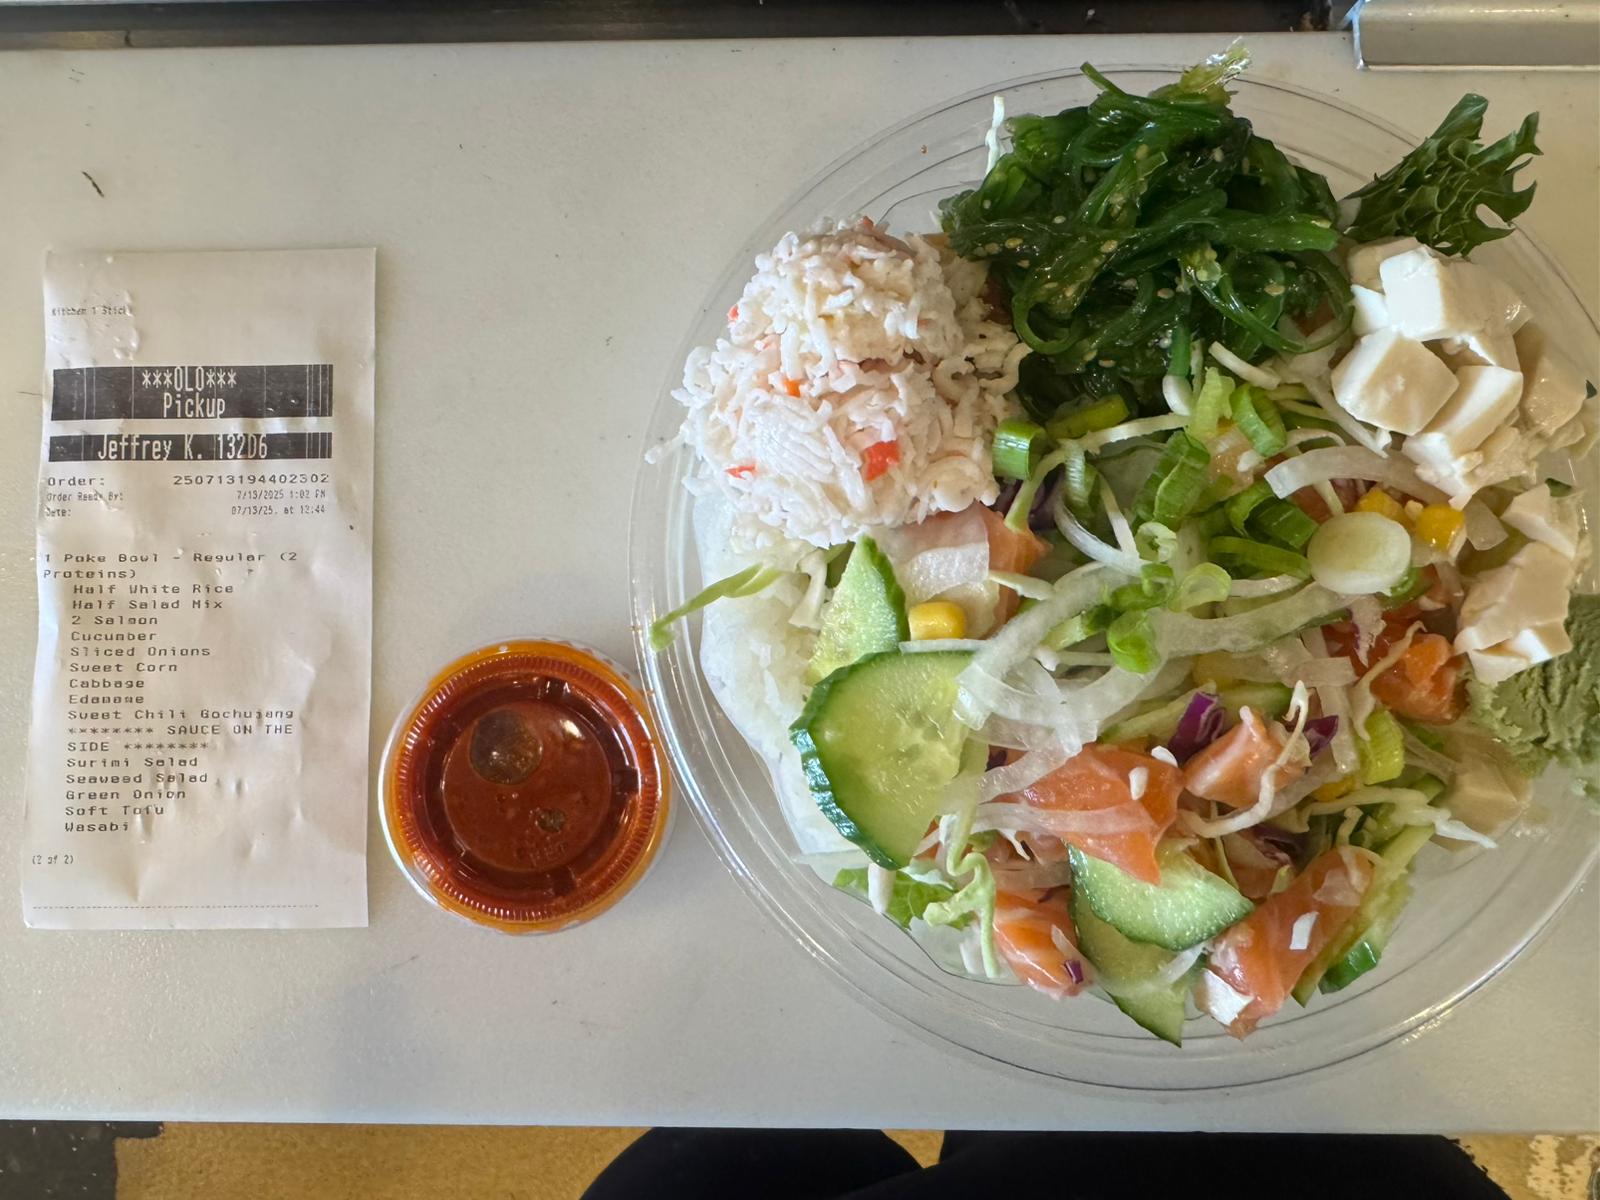 Kitchen 1 Sticky
***OLO***
Pickup
Jeffrey K. 132D6
Order: 250713194402302
Order Ready By: 7/13/2025 1:02 PM
Date: 07/13/25, at 12:44
1 Poke Bowl - Regular (2
Proteins)
Half White Rice
Half Salad Mix
2 Salmon
Cucumber
Sliced Onions
Sweet Corn
Cabbage
Edamame
Sweet Chili Gochujang
******** SAUCE ON THE
SIDE ********
Surimi Salad
Seaweed Salad
Green Onion
Soft Tofu
Wasabi
(2 of 2)